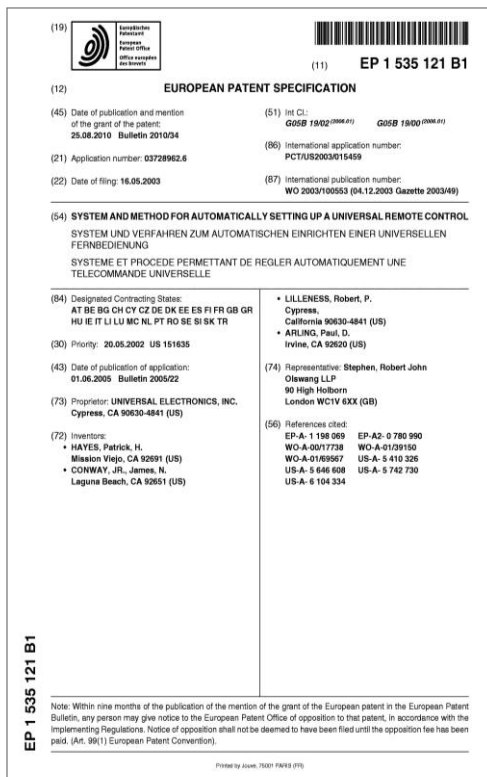 (19)
Europäisches
Patentamt
European
Patent Office
Office européen
des brevets
(11) EP 1 535 121 B1
(12) EUROPEAN PATENT SPECIFICATION
(45) Date of publication and mention
of the grant of the patent:
25.08.2010 Bulletin 2010/34
(21) Application number: 03728962.6
(22) Date of filing: 16.05.2003
(51) Int Cl.:
G05B 19/02 (2006.01) G05B 19/00 (2006.01)
(86) International application number:
PCT/US2003/015459
(87) International publication number:
WO 2003/100553 (04.12.2003 Gazette 2003/49)
(54) SYSTEM AND METHOD FOR AUTOMATICALLY SETTING UP A UNIVERSAL REMOTE CONTROL
SYSTEM UND VERFAHREN ZUM AUTOMATISCHEN EINRICHTEN EINER UNIVERSELLEN
FERNBEDIENUNG
SYSTEME ET PROCEDE PERMETTANT DE REGLER AUTOMATIQUEMENT UNE
TELECOMMANDE UNIVERSELLE
(84) Designated Contracting States:
AT BE BG CH CY CZ DE DK EE ES FI FR GB GR
HU IE IT LI LU MC NL PT RO SE SI SK TR
(30) Priority: 20.05.2002 US 151635
(43) Date of publication of application:
01.06.2005 Bulletin 2005/22
(73) Proprietor: UNIVERSAL ELECTRONICS, INC.
Cypress, CA 90630-4841 (US)
(72) Inventors:
• HAYES, Patrick, H.
Mission Viejo, CA 92691 (US)
• CONWAY, JR., James, N.
Laguna Beach, CA 92651 (US)
• LILLENESS, Robert, P.
Cypress,
California 90630-4841 (US)
• ARLING, Paul, D.
Irvine, CA 92620 (US)
(74) Representative: Stephen, Robert John
Olswang LLP
90 High Holborn
London WC1V 6XX (GB)
(56) References cited:
EP-A- 1 198 069 EP-A2- 0 780 990
WO-A-00/17738 WO-A-01/39150
WO-A-01/69567 US-A- 5 410 326
US-A- 5 646 608 US-A- 5 742 730
US-A- 6 104 334
EP 1 535 121 B1
Note: Within nine months of the publication of the mention of the grant of the European patent in the European Patent
Bulletin, any person may give notice to the European Patent Office of opposition to that patent, in accordance with the
Implementing Regulations. Notice of opposition shall not be deemed to have been filed until the opposition fee has been
paid. (Art. 99(1) European Patent Convention).
Printed by Jouve, 75001 PARIS (FR)